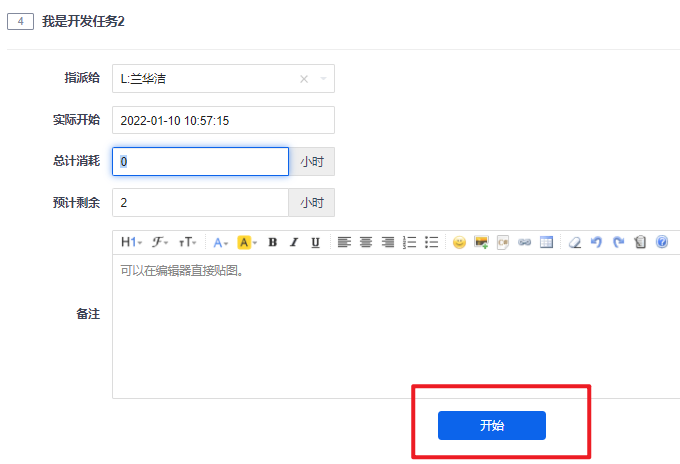 4 我是开发任务2
指派给 L:兰华洁
实际开始 2022-01-10 10:57:15
总计消耗 0 小时
预计剩余 2 小时
H1 ℱ тT A A B I U
可以在编辑器直接贴图。
备注
开始